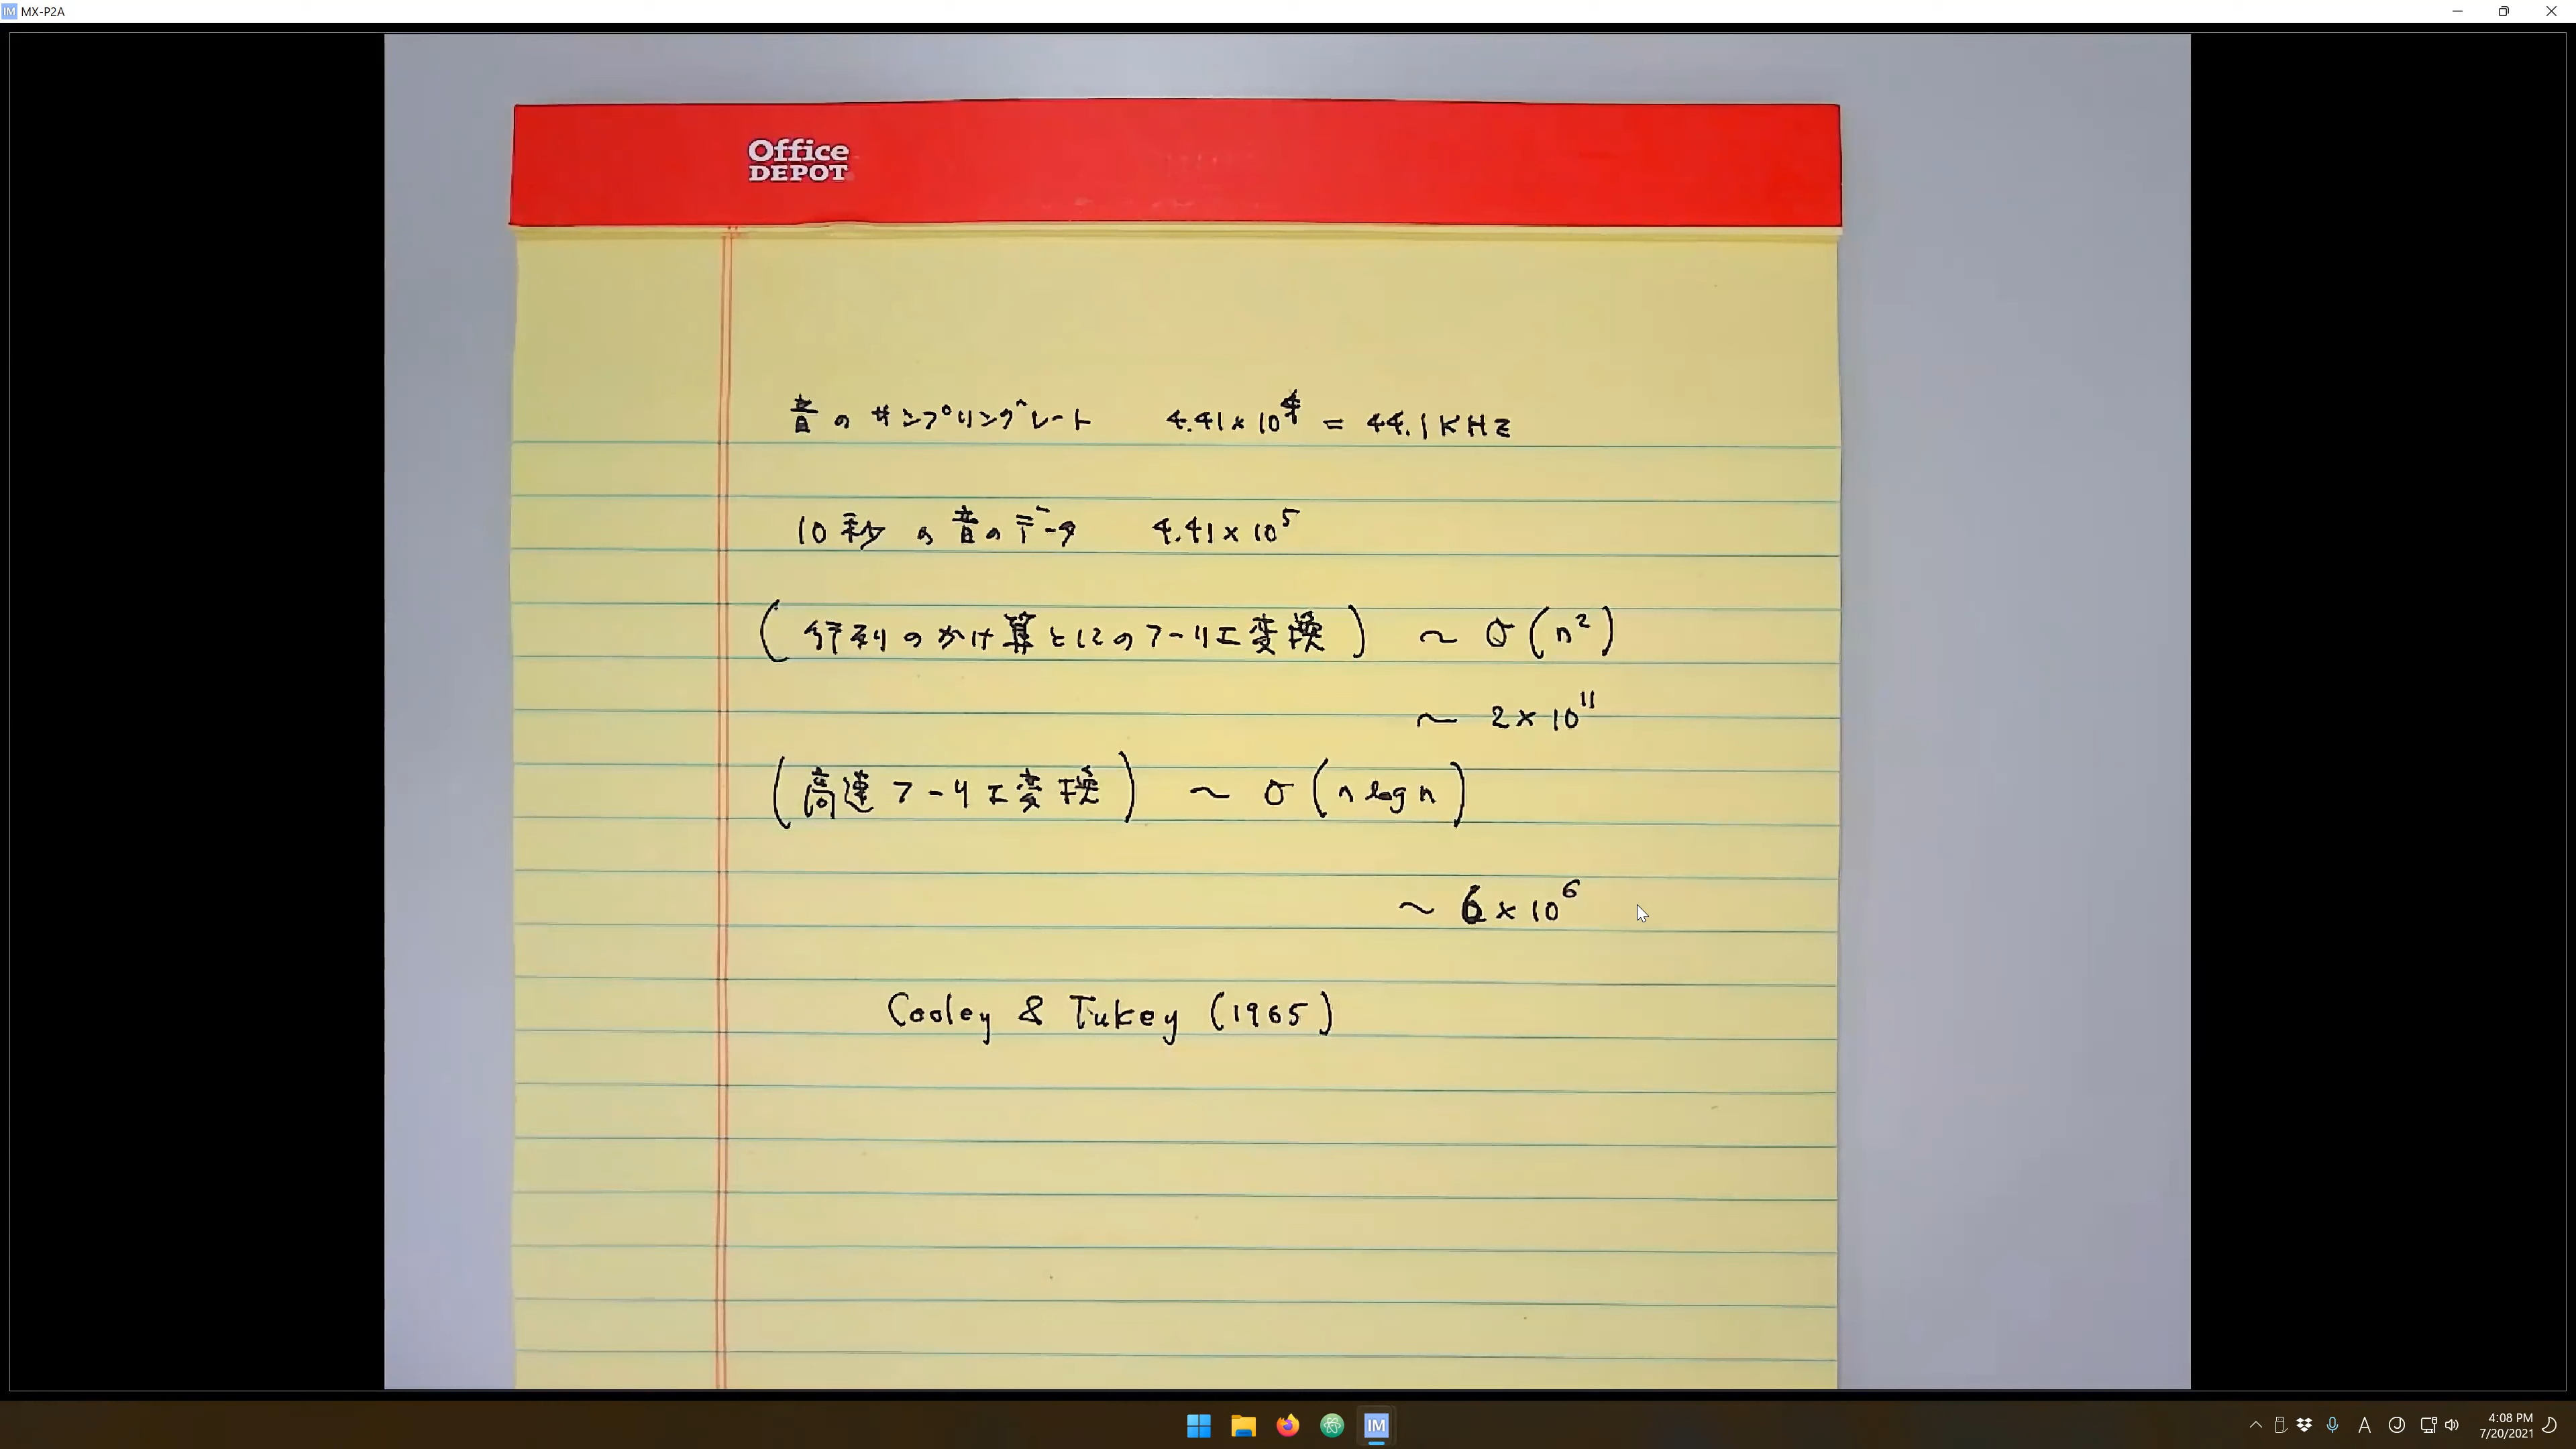 MX-P2A
Office
DEPOT
音のサンプリングレート 4.41×10⁴ = 44.1KHz
10秒の音のデータ 4.41×10⁵
(行列のかけ算としてのフーリエ変換) ~ O(n²)
~ 2×10¹¹
(高速フーリエ変換) ~ O(n log n)
~ 6×10⁶
Cooley & Tukey (1965)
IM
4:08 PM
7/20/2021